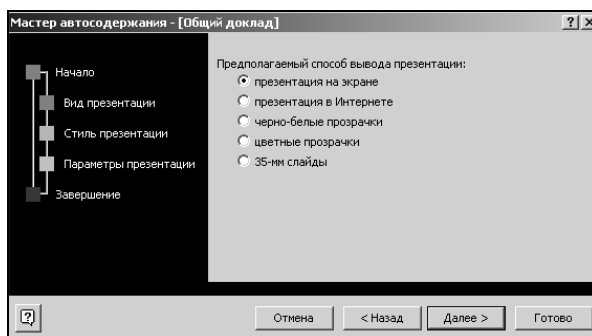 Мастер автосодержания - [Общий доклад]
Начало
Вид презентации
Стиль презентации
Параметры презентации
Завершение
Предполагаемый способ вывода презентации:
презентация на экране
презентация в Интернете
черно-белые прозрачки
цветные прозрачки
35-мм слайды
Отмена
< Назад
Далее >
Готово